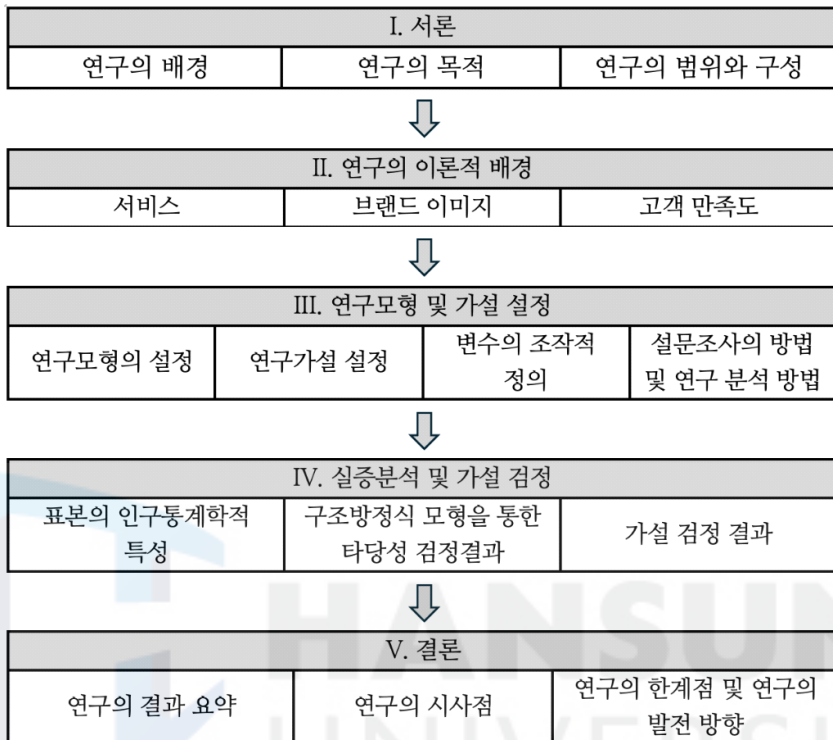 I. 서론
연구의 배경
연구의 목적
연구의 범위와 구성
II. 연구의 이론적 배경
서비스
브랜드 이미지
고객 만족도
III. 연구모형 및 가설 설정
연구모형의 설정
연구가설 설정
변수의 조작적
정의
설문조사의 방법
및 연구 분석 방법
IV. 실증분석 및 가설 검정
표본의 인구통계학적
특성
구조방정식 모형을 통한
타당성 검정결과
가설 검정 결과
V. 결론
연구의 결과 요약
연구의 시사점
연구의 한계점 및 연구의
발전 방향
HANSUN